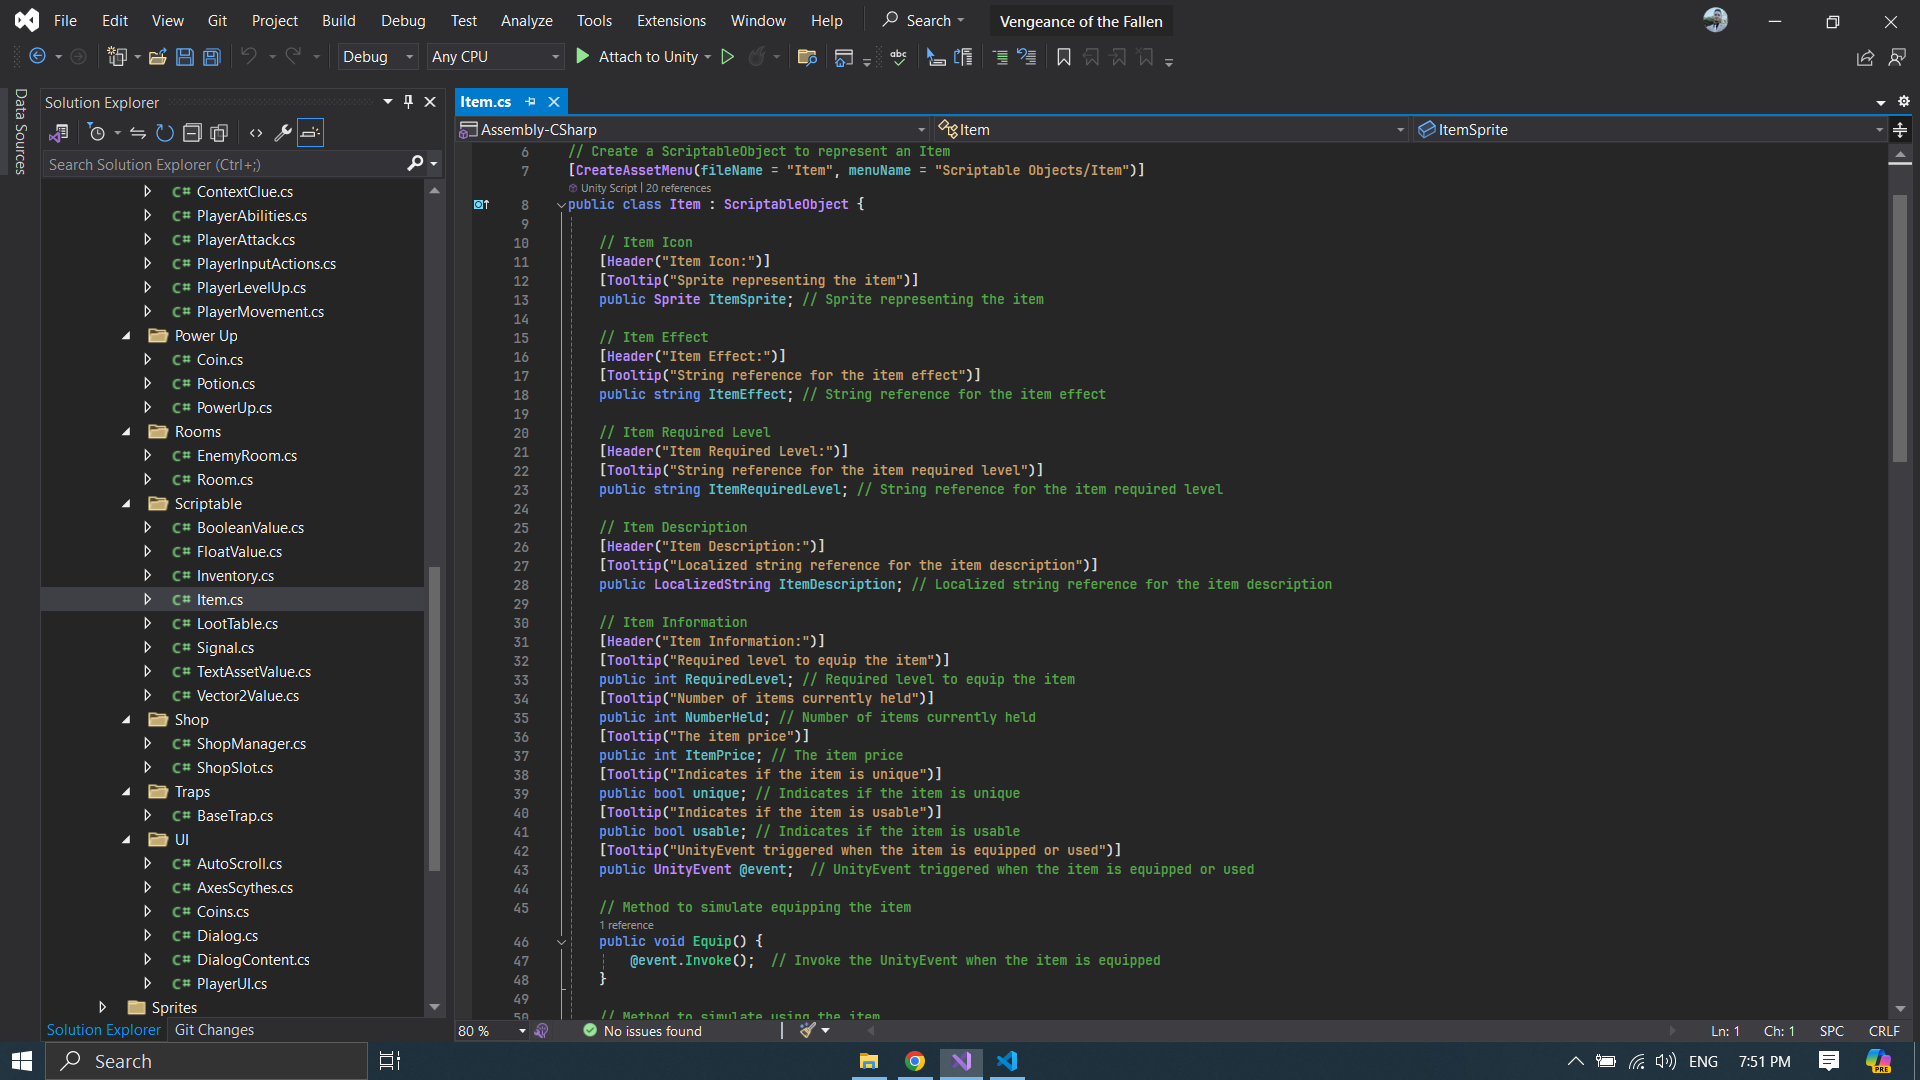 File Edit View Git Project Build Debug Test Analyze Tools Extensions Window Help Search Vengeance of the Fallen
Debug Any CPU Attach to Unity
Data Sources
Solution Explorer
Search Solution Explorer (Ctrl+;)
C# ContextClue.cs
C# PlayerAbilities.cs
C# PlayerAttack.cs
C# PlayerInputActions.cs
C# PlayerLevelUp.cs
C# PlayerMovement.cs
Power Up
C# Coin.cs
C# Potion.cs
C# PowerUp.cs
Rooms
C# EnemyRoom.cs
C# Room.cs
Scriptable
C# BooleanValue.cs
C# FloatValue.cs
C# Inventory.cs
C# Item.cs
C# LootTable.cs
C# Signal.cs
C# TextAssetValue.cs
C# Vector2Value.cs
Shop
C# ShopManager.cs
C# ShopSlot.cs
Traps
C# BaseTrap.cs
UI
C# AutoScroll.cs
C# AxesScythes.cs
C# Coins.cs
C# Dialog.cs
C# DialogContent.cs
C# PlayerUI.cs
Sprites
Solution Explorer Git Changes
Item.cs
Assembly-CSharp Item ItemSprite
6 // Create a ScriptableObject to represent an Item
7 [CreateAssetMenu(fileName = "Item", menuName = "Scriptable Objects/Item")]
Unity Script | 20 references
8 public class Item : ScriptableObject {
9
10 // Item Icon
11 [Header("Item Icon:")]
12 [Tooltip("Sprite representing the item")]
13 public Sprite ItemSprite; // Sprite representing the item
14
15 // Item Effect
16 [Header("Item Effect:")]
17 [Tooltip("String reference for the item effect")]
18 public string ItemEffect; // String reference for the item effect
19
20 // Item Required Level
21 [Header("Item Required Level:")]
22 [Tooltip("String reference for the item required level")]
23 public string ItemRequiredLevel; // String reference for the item required level
24
25 // Item Description
26 [Header("Item Description:")]
27 [Tooltip("Localized string reference for the item description")]
28 public LocalizedString ItemDescription; // Localized string reference for the item description
29
30 // Item Information
31 [Header("Item Information:")]
32 [Tooltip("Required level to equip the item")]
33 public int RequiredLevel; // Required level to equip the item
34 [Tooltip("Number of items currently held")]
35 public int NumberHeld; // Number of items currently held
36 [Tooltip("The item price")]
37 public int ItemPrice; // The item price
38 [Tooltip("Indicates if the item is unique")]
39 public bool unique; // Indicates if the item is unique
40 [Tooltip("Indicates if the item is usable")]
41 public bool usable; // Indicates if the item is usable
42 [Tooltip("UnityEvent triggered when the item is equipped or used")]
43 public UnityEvent @event; // UnityEvent triggered when the item is equipped or used
44
45 // Method to simulate equipping the item
1 reference
46 public void Equip() {
47 @event.Invoke(); // Invoke the UnityEvent when the item is equipped
48 }
49
50 // Method to simulate using the item
80 % No issues found Ln: 1 Ch: 1 SPC CRLF
Search ENG 7:51 PM PRE